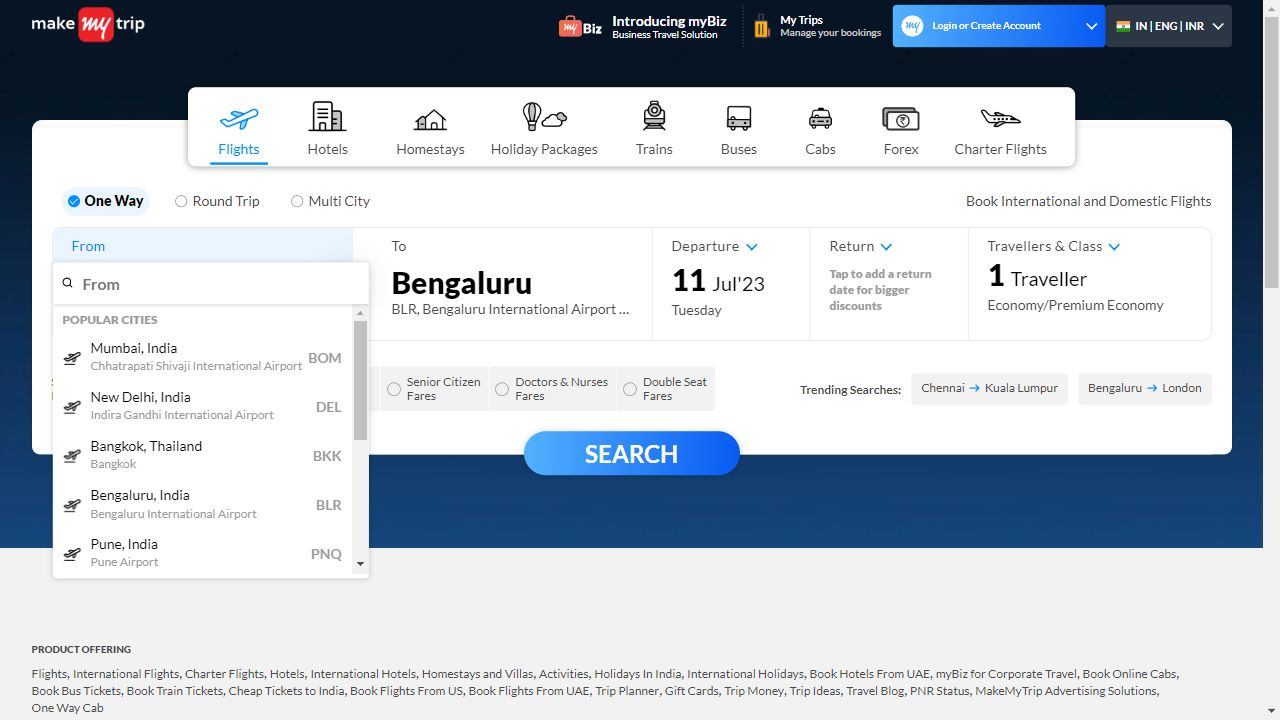 make my trip
my Biz
Introducing myBiz
Business Travel Solution
My Trips
Manage your bookings
my
Login or Create Account
IN | ENG | INR
Flights
Hotels
Homestays
Holiday Packages
Trains
Buses
Cabs
Forex
Charter Flights
One Way
Round Trip
Multi City
Book International and Domestic Flights
From
To
Bengaluru
BLR, Bengaluru International Airport ...
Departure
11 Jul'23
Tuesday
Return
Tap to add a return
date for bigger
discounts
Travellers & Class
1 Traveller
Economy/Premium Economy
From
POPULAR CITIES
Mumbai, India
Chhatrapati Shivaji International Airport
BOM
New Delhi, India
Indira Gandhi International Airport
DEL
Bangkok, Thailand
Bangkok
BKK
Bengaluru, India
Bengaluru International Airport
BLR
Pune, India
Pune Airport
PNQ
Senior Citizen
Fares
Doctors & Nurses
Fares
Double Seat
Fares
Trending Searches:
Chennai → Kuala Lumpur
Bengaluru → London
SEARCH
PRODUCT OFFERING
Flights, International Flights, Charter Flights, Hotels, International Hotels, Homestays and Villas, Activities, Holidays In India, International Holidays, Book Hotels From UAE, myBiz for Corporate Travel, Book Online Cabs,
Book Bus Tickets, Book Train Tickets, Cheap Tickets to India, Book Flights From US, Book Flights From UAE, Trip Planner, Gift Cards, Trip Money, Trip Ideas, Travel Blog, PNR Status, MakeMyTrip Advertising Solutions,
One Way Cab